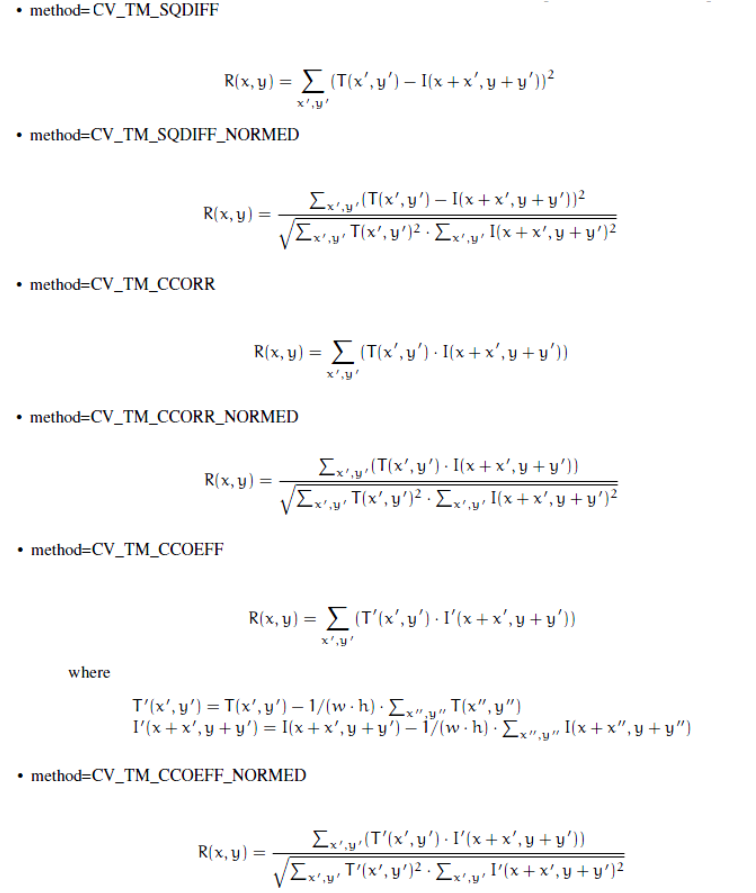 • method=CV_TM_SQDIFF
R(x, y) = ∑x′,y′ (T(x′, y′) − I(x + x′, y + y′))²
• method=CV_TM_SQDIFF_NORMED
R(x, y) = ∑x′,y′(T(x′, y′) − I(x + x′, y + y′))² / √∑x′,y′ T(x′, y′)² · ∑x′,y′ I(x + x′, y + y′)²
• method=CV_TM_CCORR
R(x, y) = ∑x′,y′ (T(x′, y′) · I(x + x′, y + y′))
• method=CV_TM_CCORR_NORMED
R(x, y) = ∑x′,y′(T(x′, y′) · I(x + x′, y + y′)) / √∑x′,y′ T(x′, y′)² · ∑x′,y′ I(x + x′, y + y′)²
• method=CV_TM_CCOEFF
R(x, y) = ∑x′,y′ (T′(x′, y′) · I′(x + x′, y + y′))
where
T′(x′, y′) = T(x′, y′) − 1/(w · h) · ∑x″,y″ T(x″, y″)
I′(x + x′, y + y′) = I(x + x′, y + y′) − 1/(w · h) · ∑x″,y″ I(x + x″, y + y″)
• method=CV_TM_CCOEFF_NORMED
R(x, y) = ∑x′,y′(T′(x′, y′) · I′(x + x′, y + y′)) / √∑x′,y′ T′(x′, y′)² · ∑x′,y′ I′(x + x′, y + y′)²